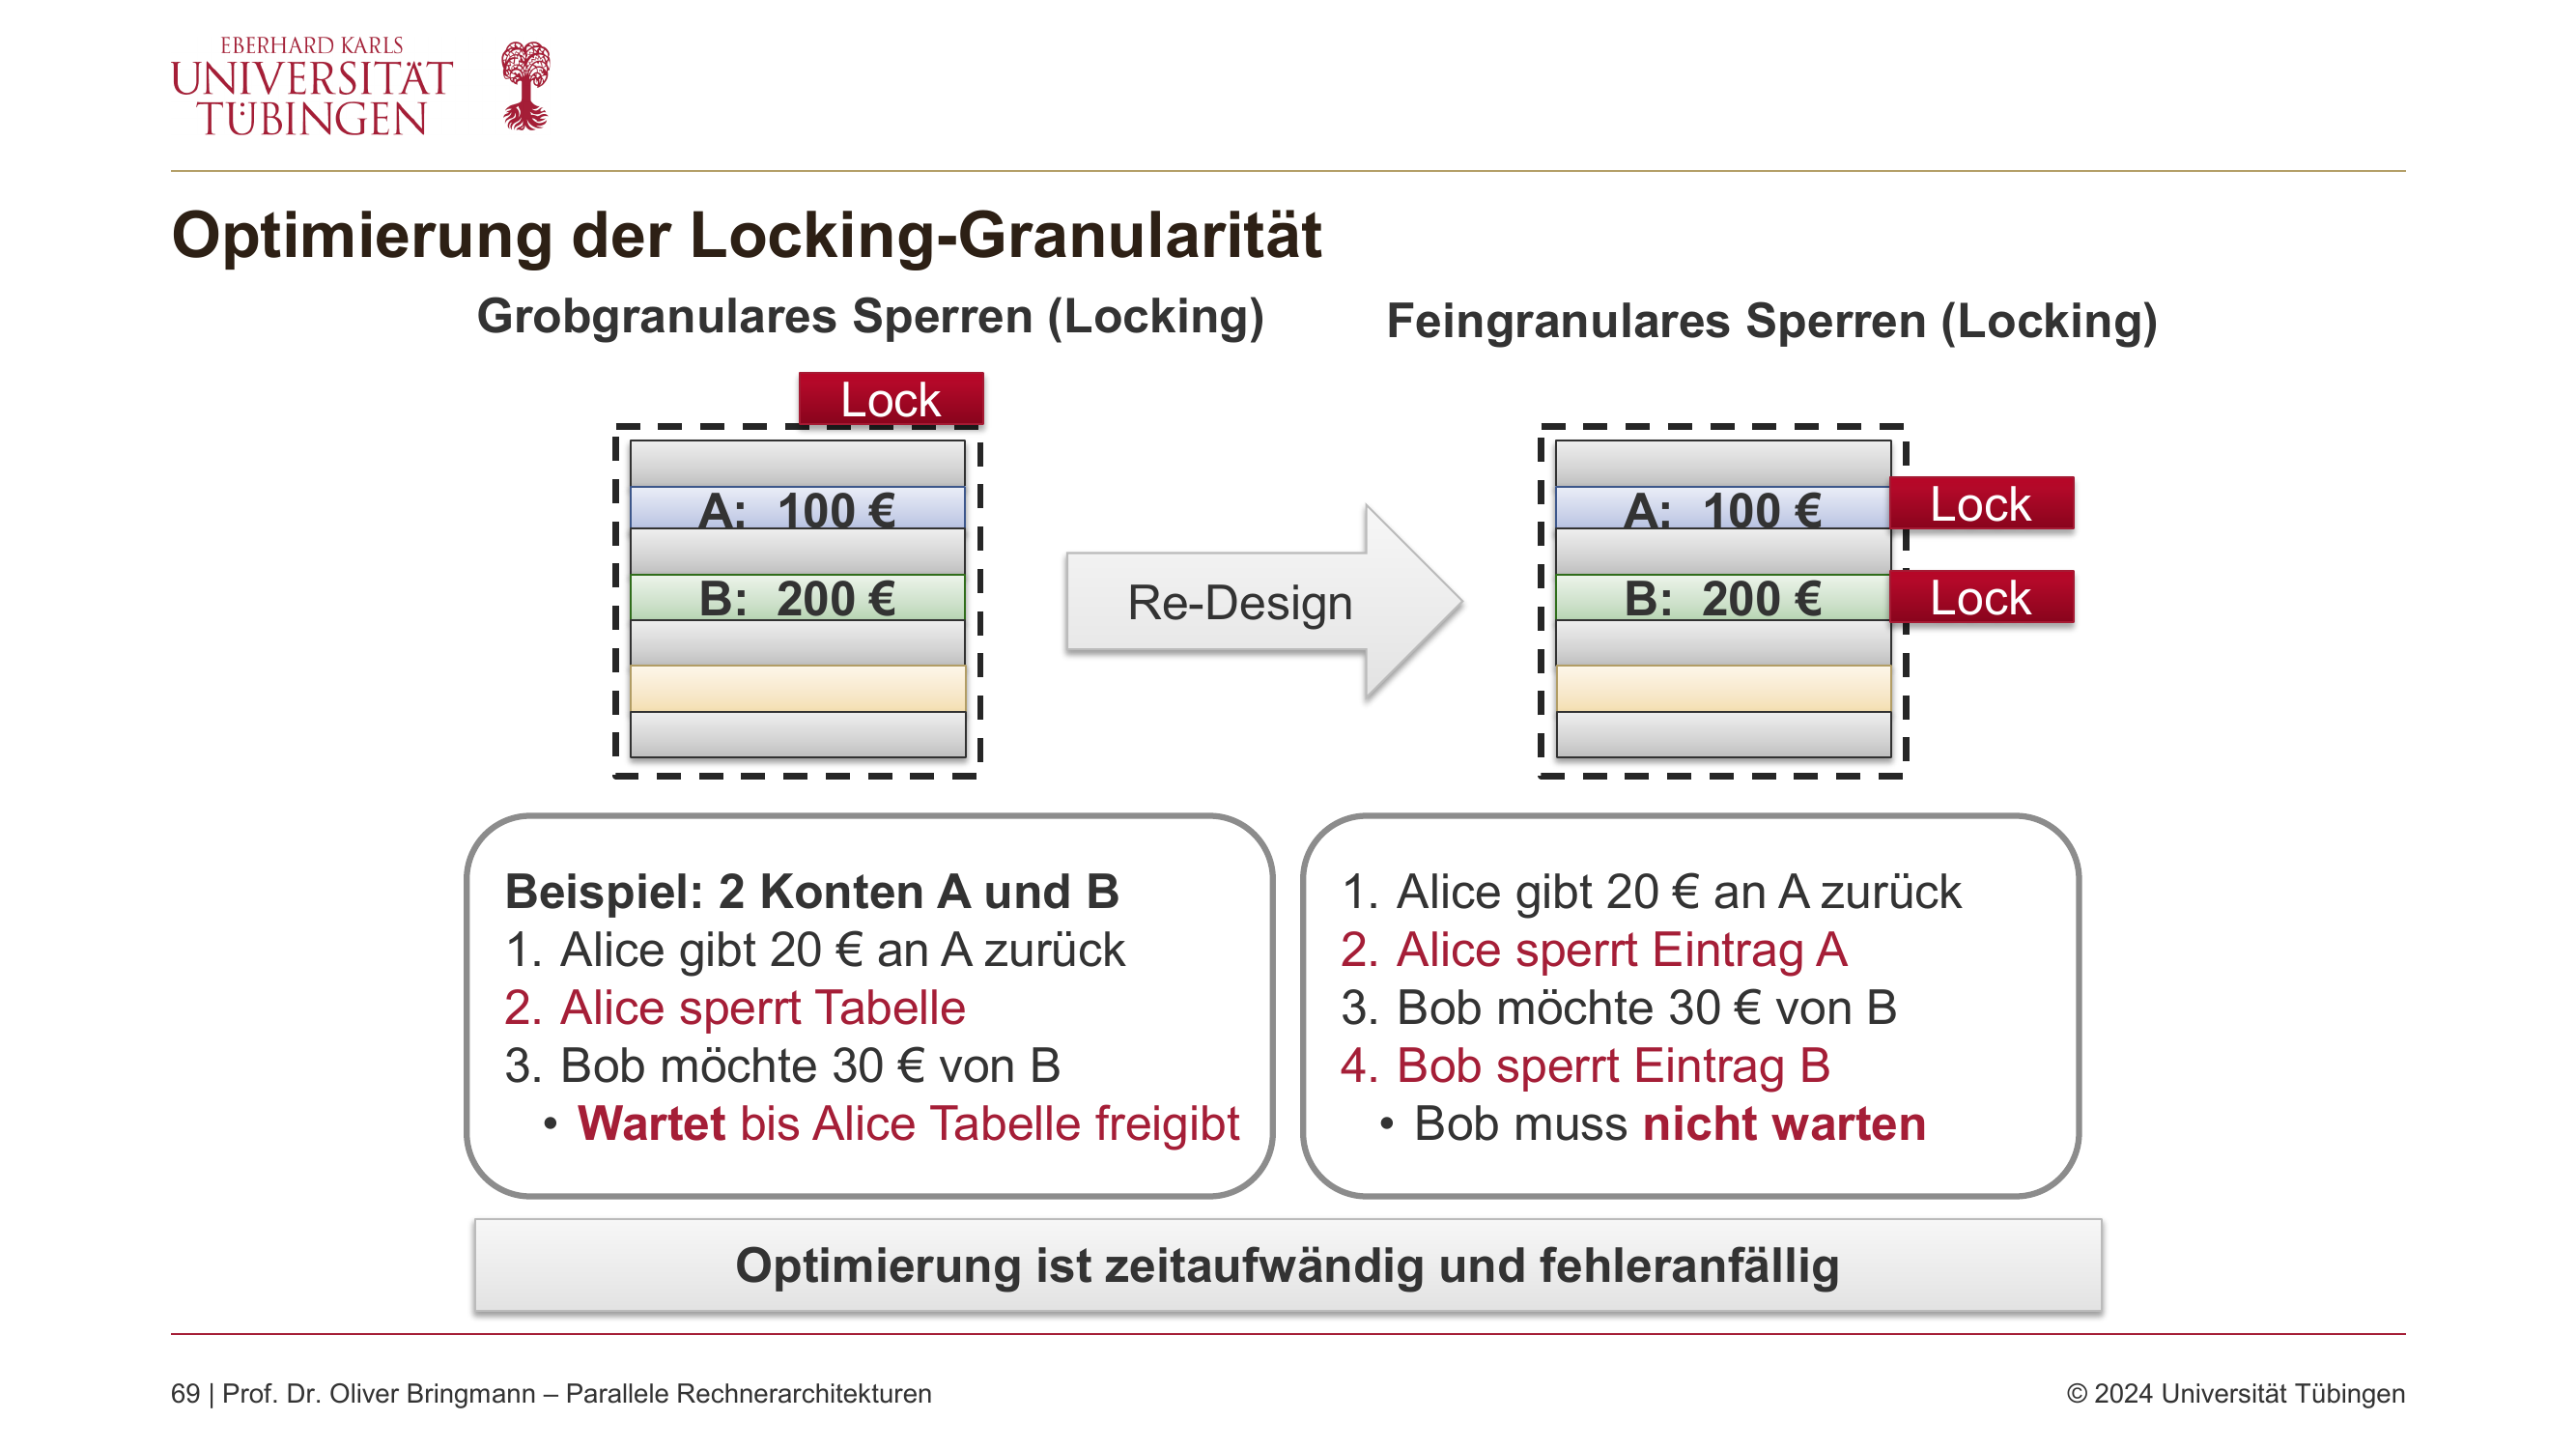 EBERHARD KARLS
UNIVERSITÄT
TÜBINGEN
Optimierung der Locking-Granularität
Grobgranulares Sperren (Locking)
Lock
A: 100 €
B: 200 €
Re-Design
Feingranulares Sperren (Locking)
A: 100 €
Lock
B: 200 €
Lock
Beispiel: 2 Konten A und B
1. Alice gibt 20 € an A zurück
2. Alice sperrt Tabelle
3. Bob möchte 30 € von B
• Wartet bis Alice Tabelle freigibt
1. Alice gibt 20 € an A zurück
2. Alice sperrt Eintrag A
3. Bob möchte 30 € von B
4. Bob sperrt Eintrag B
• Bob muss nicht warten
Optimierung ist zeitaufwändig und fehleranfällig
69 | Prof. Dr. Oliver Bringmann – Parallele Rechnerarchitekturen
© 2024 Universität Tübingen